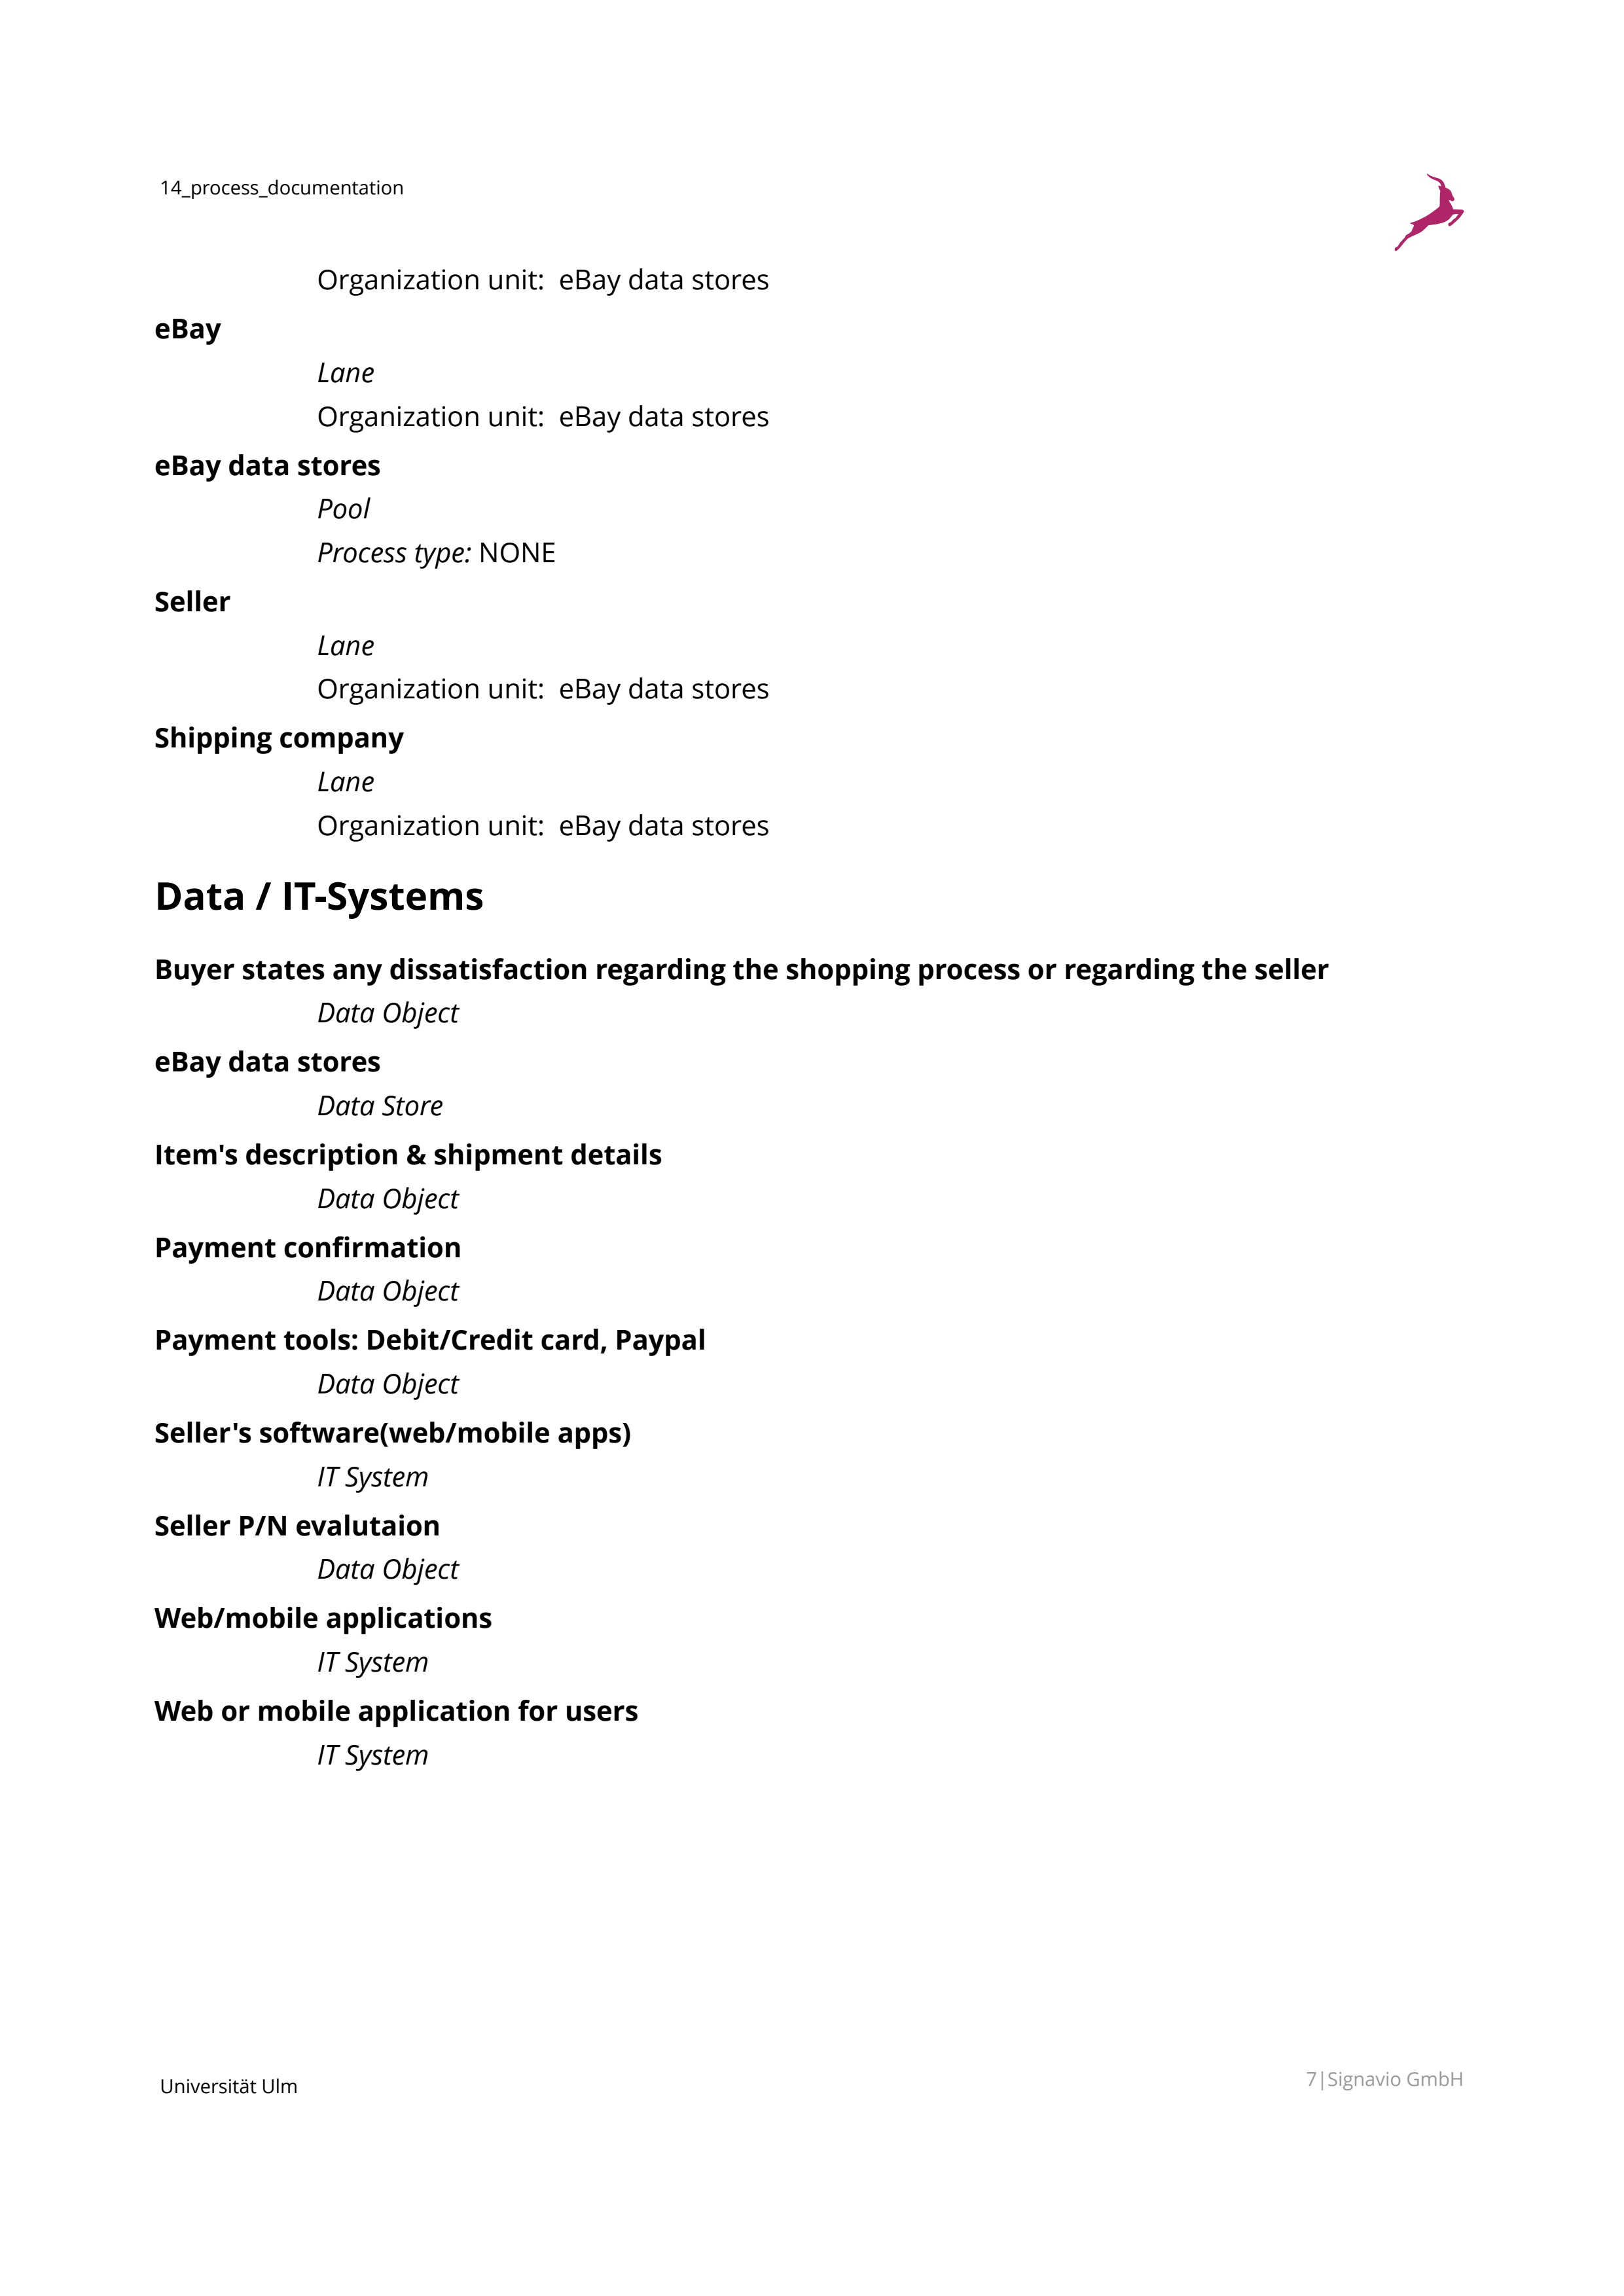 14_process_documentation
Organization unit:  eBay data stores
eBay
Lane
Organization unit:  eBay data stores
eBay data stores
Pool
Process type: NONE
Seller
Lane
Organization unit:  eBay data stores
Shipping company
Lane
Organization unit:  eBay data stores
Data / IT-Systems
Buyer states any dissatisfaction regarding the shopping process or regarding the seller
Data Object
eBay data stores
Data Store
Item's description & shipment details
Data Object
Payment confirmation
Data Object
Payment tools: Debit/Credit card, Paypal
Data Object
Seller's software(web/mobile apps)
IT System
Seller P/N evalutaion
Data Object
Web/mobile applications
IT System
Web or mobile application for users
IT System
Universität Ulm
7|Signavio GmbH